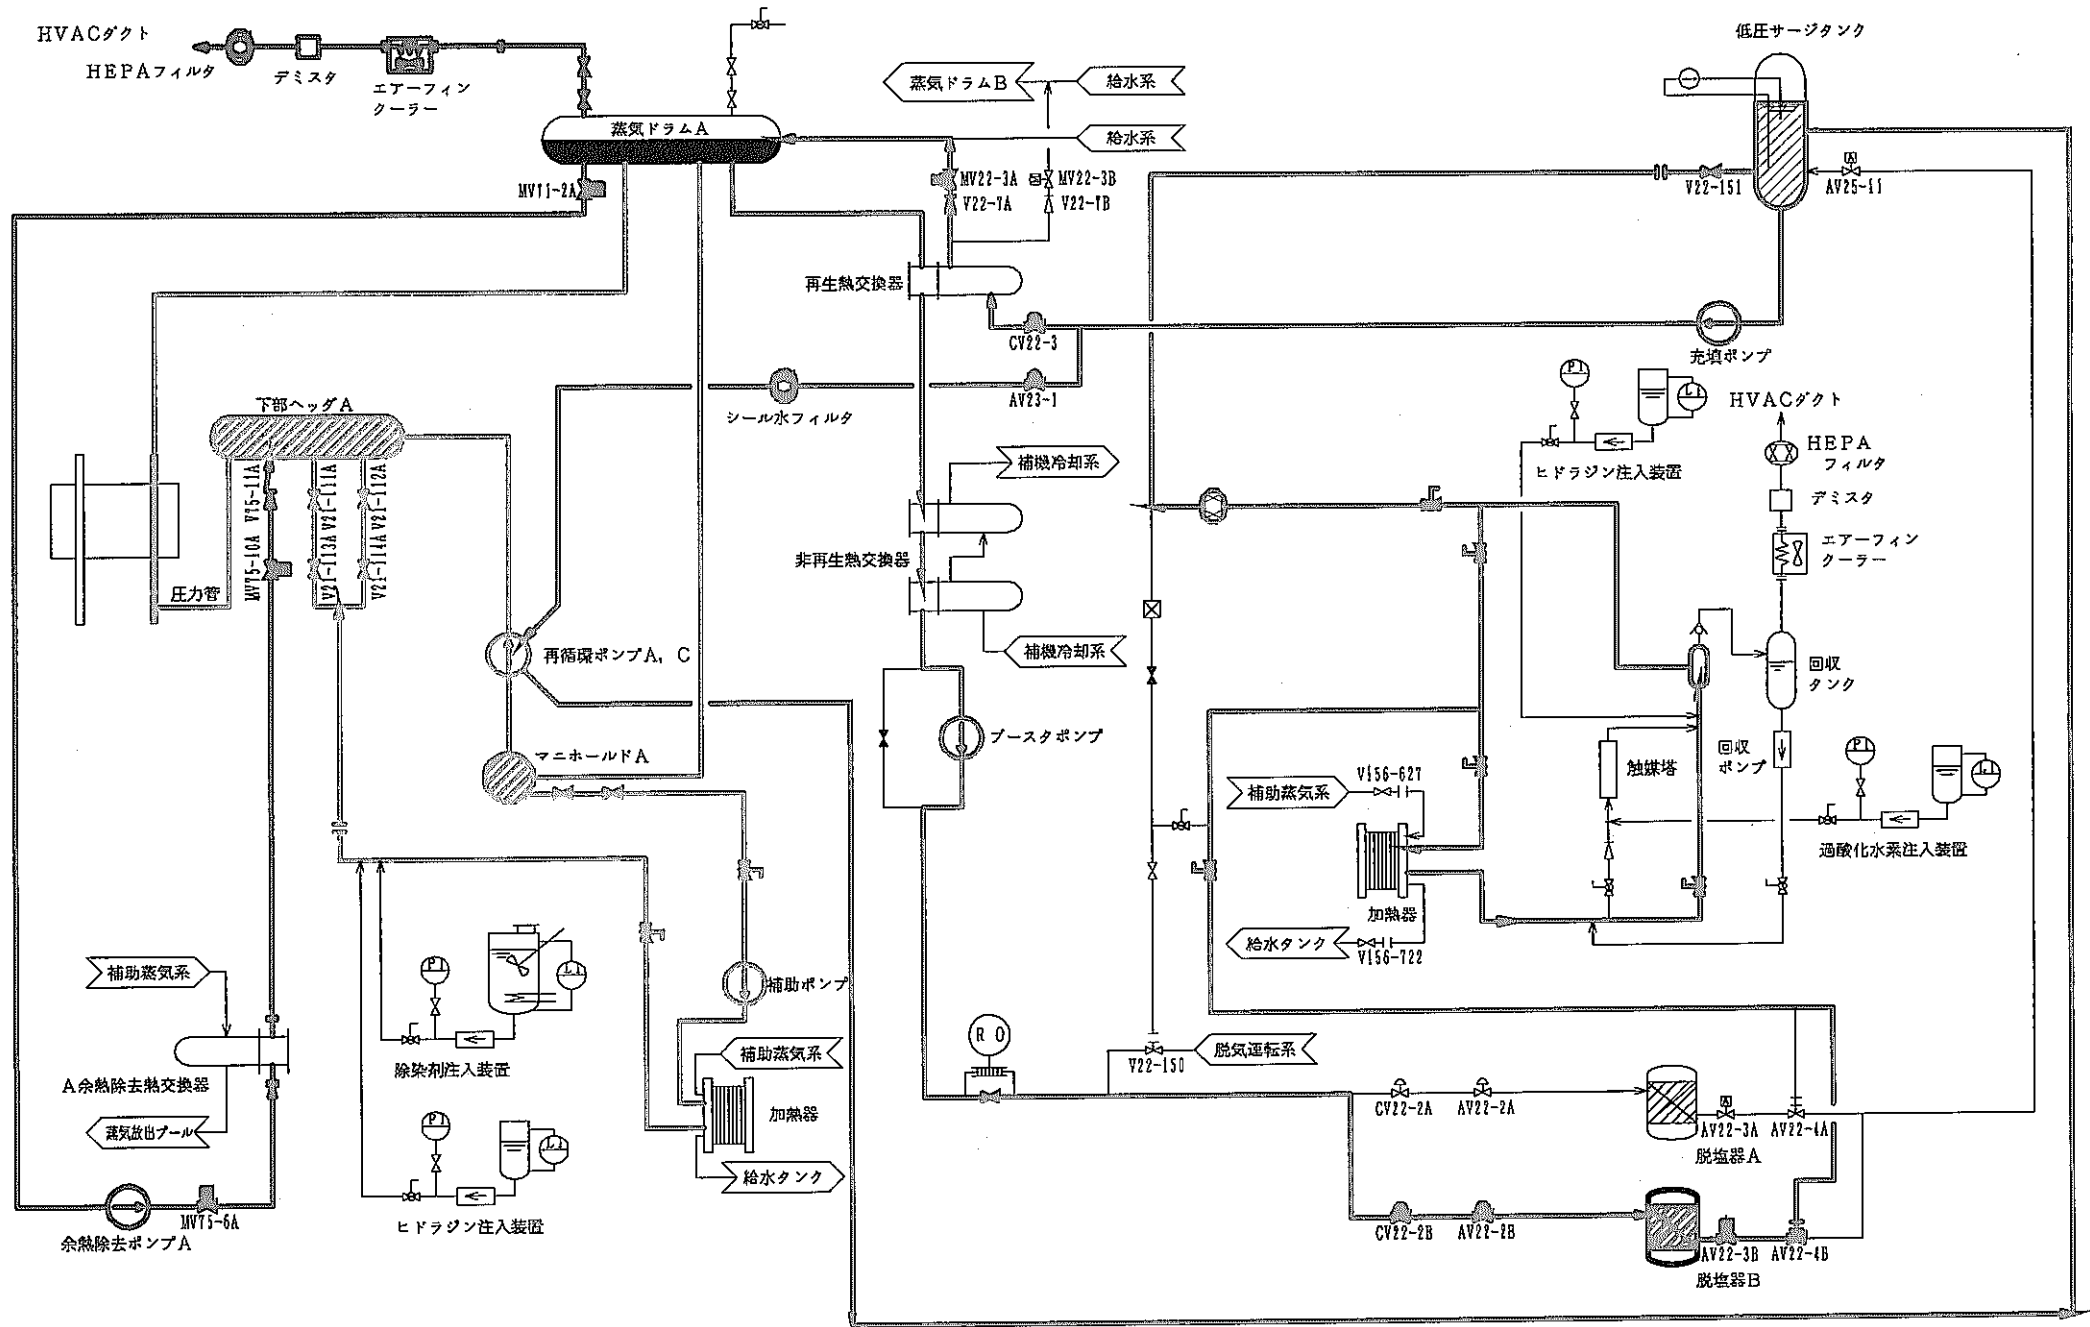 HVACダクト
HEPAフィルタ
デミスタ
エアーフィン
クーラー
蒸気ドラムA
蒸気ドラムB
給水系
給水系
低圧サージタンク
MV11-2A
MV22-3A
V22-7A
MV22-3B
V22-7B
V22-151
AV25-11
再生熱交換器
CV22-3
充填ポンプ
AV23-1
シール水フィルタ
下部ヘッダA
V75-11A
MV75-10A
V21-111A
V21-113A
V21-112A
V21-114A
圧力管
補機冷却系
非再生熱交換器
補機冷却系
PI
LI
ヒドラジン注入装置
HVACダクト
HEPA
フィルタ
デミスタ
エアーフィン
クーラー
回収
タンク
再循環ポンプA, C
マニホールドA
ブースタポンプ
回収
ポンプ
触媒塔
PI
LI
過酸化水素注入装置
補助蒸気系
V156-627
加熱器
給水タンク
V156-722
補助蒸気系
A余熱除去熱交換器
蒸気放出プール
余熱除去ポンプA
MV75-6A
PI
LI
除染剤注入装置
PI
LI
ヒドラジン注入装置
補助ポンプ
補助蒸気系
加熱器
給水タンク
RO
V22-150
脱気運転系
CV22-2A
AV22-2A
AV22-3A
AV22-4A
脱塩器A
CV22-2B
AV22-2B
AV22-3B
AV22-4B
脱塩器B